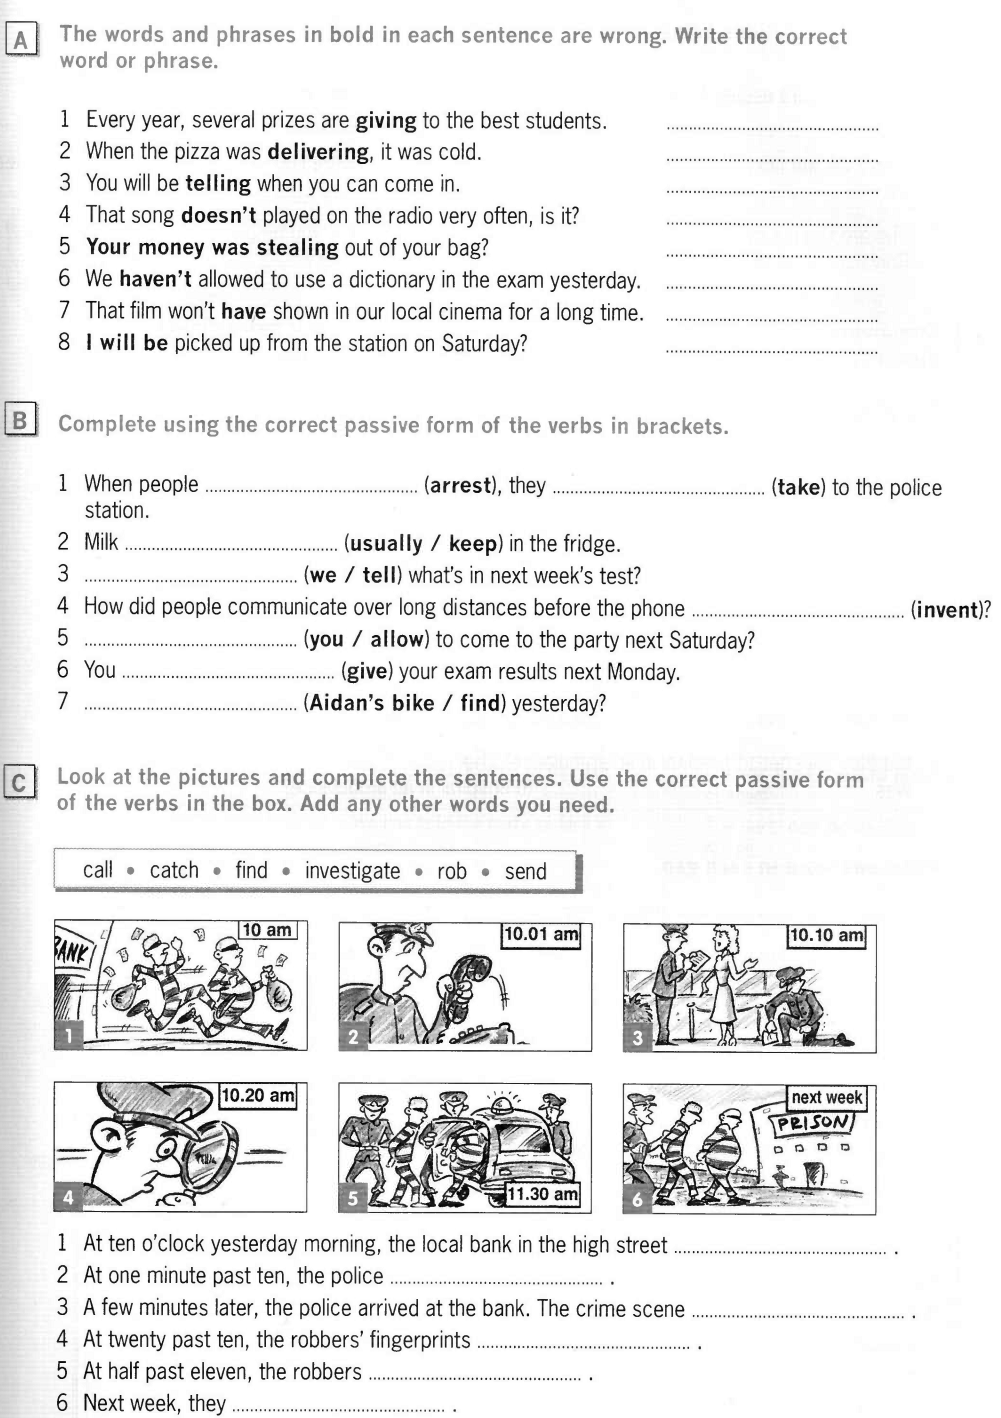 A
The words and phrases in bold in each sentence are wrong. Write the correct
word or phrase.
1 Every year, several prizes are giving to the best students. ........................................
2 When the pizza was delivering, it was cold. ........................................
3 You will be telling when you can come in. ........................................
4 That song doesn't played on the radio very often, is it? ........................................
5 Your money was stealing out of your bag? ........................................
6 We haven't allowed to use a dictionary in the exam yesterday. ........................................
7 That film won't have shown in our local cinema for a long time. ........................................
8 I will be picked up from the station on Saturday? ........................................
B
Complete using the correct passive form of the verbs in brackets.
1 When people ........................................ (arrest), they ........................................ (take) to the police
station.
2 Milk ........................................ (usually / keep) in the fridge.
3 ........................................ (we / tell) what's in next week's test?
4 How did people communicate over long distances before the phone ........................................ (invent)?
5 ........................................ (you / allow) to come to the party next Saturday?
6 You ........................................ (give) your exam results next Monday.
7 ........................................ (Aidan's bike / find) yesterday?
C
Look at the pictures and complete the sentences. Use the correct passive form
of the verbs in the box. Add any other words you need.
call • catch • find • investigate • rob • send
BANK
10 am
1
10.01 am
2
10.10 am
3
10.20 am
4
11.30 am
5
next week
PRISON
6
1 At ten o'clock yesterday morning, the local bank in the high street ........................................ .
2 At one minute past ten, the police ........................................ .
3 A few minutes later, the police arrived at the bank. The crime scene ........................................ .
4 At twenty past ten, the robbers' fingerprints ........................................ .
5 At half past eleven, the robbers ........................................ .
6 Next week, they ........................................ .